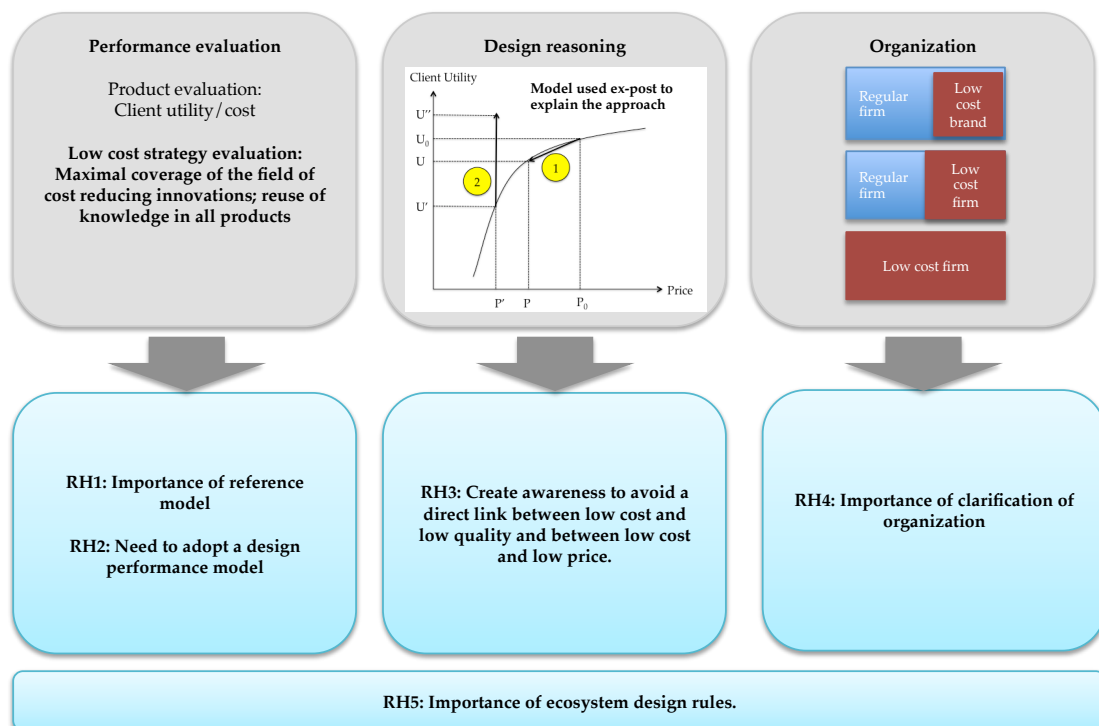 Performance evaluation
Product evaluation:
Client utility/cost
Low cost strategy evaluation:
Maximal coverage of the field of
cost reducing innovations; reuse of
knowledge in all products
Design reasoning
Client Utility
Model used ex-post to
explain the approach
U''
U₀
U
U'
1
2
P'
P
P₀
Price
Organization
Regular
firm
Low
cost
brand
Regular
firm
Low
cost
firm
Low cost firm
RH1: Importance of reference
model
RH2: Need to adopt a design
performance model
RH3: Create awareness to avoid a
direct link between low cost and
low quality and between low cost
and low price.
RH4: Importance of clarification of
organization
RH5: Importance of ecosystem design rules.